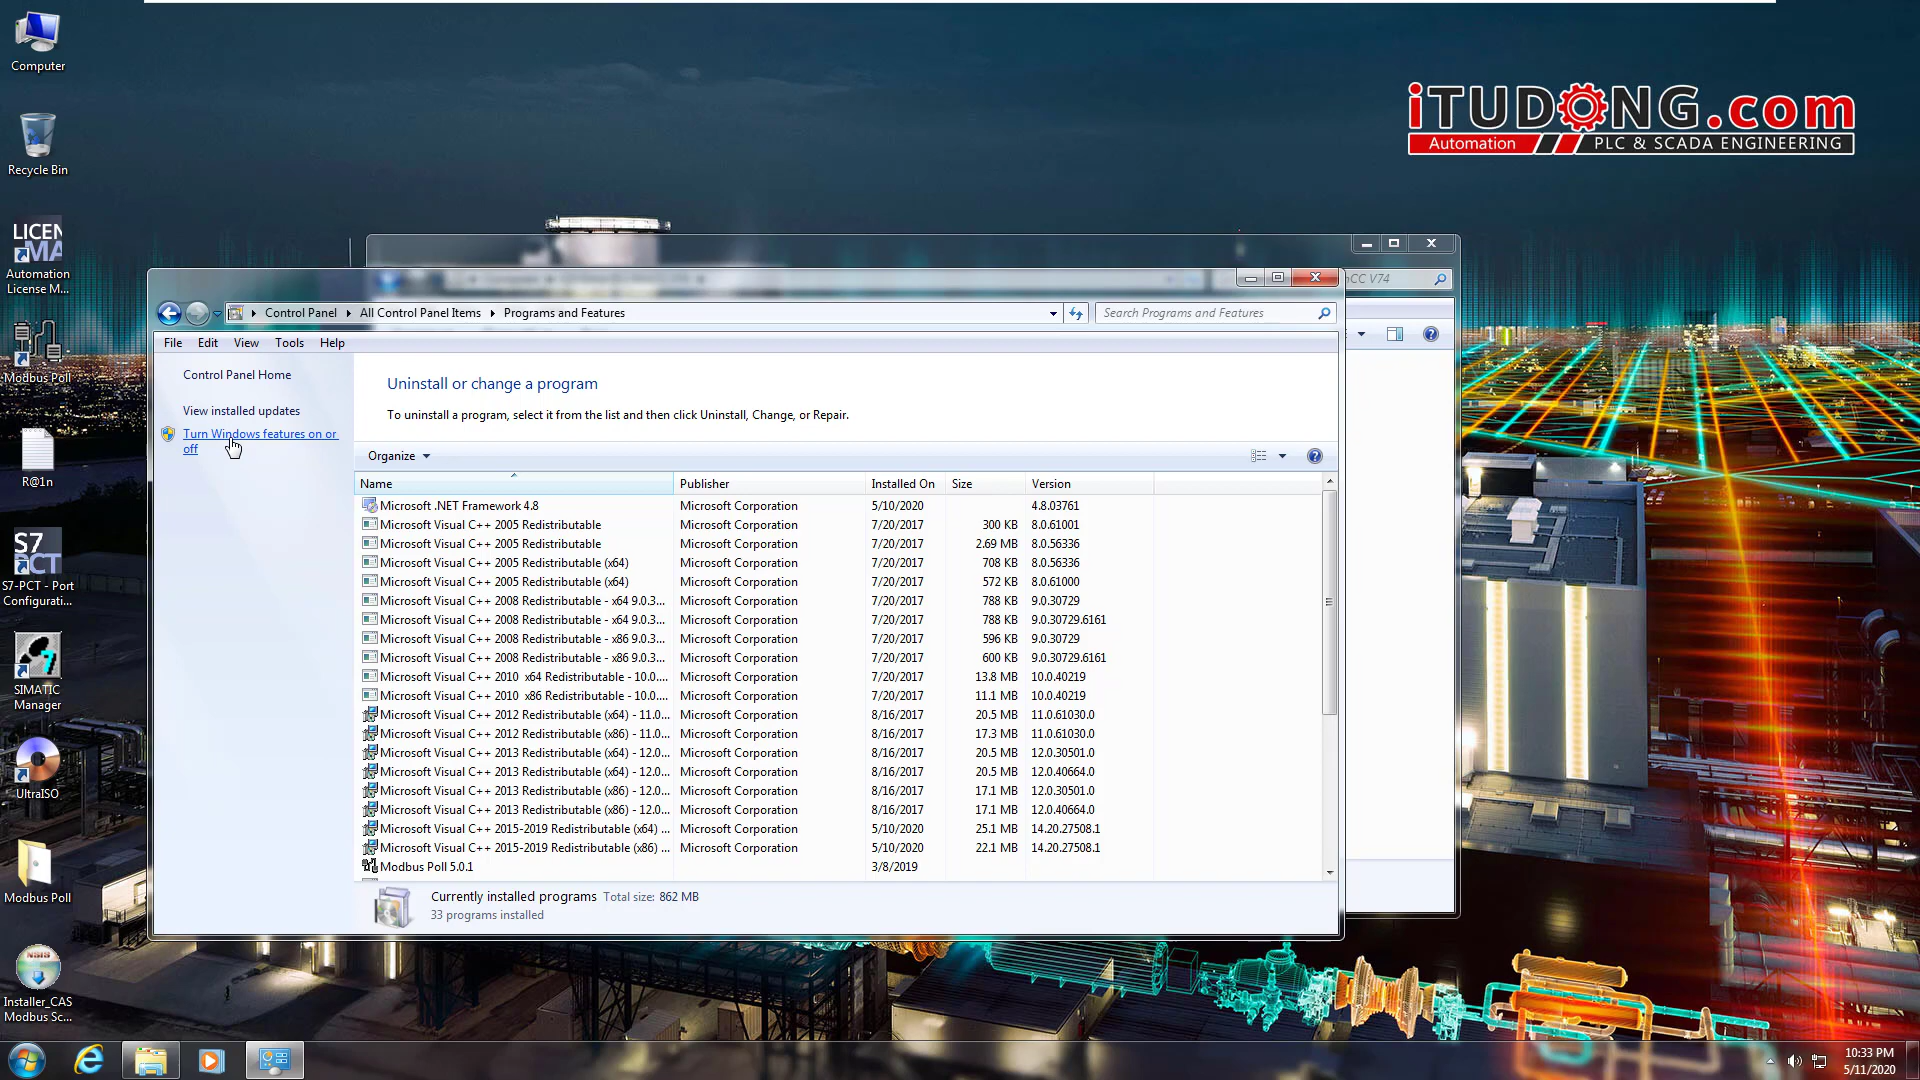 Computer
Recycle Bin
LICEN
MA
Automation
License M...
Modbus Poll
R@1n
S7
PCT
S7-PCT - Port
Configurati...
7
SIMATIC
Manager
UltraISO
Modbus Poll
NSIS
Installer_CAS
Modbus Sc...
iTUDONG.com
Automation PLC & SCADA ENGINEERING
nCC V74
Control Panel All Control Panel Items Programs and Features
Search Programs and Features
File Edit View Tools Help
Control Panel Home
View installed updates
Turn Windows features on or
off
Uninstall or change a program
To uninstall a program, select it from the list and then click Uninstall, Change, or Repair.
Organize
Name Publisher Installed On Size Version
Microsoft .NET Framework 4.8 Microsoft Corporation 5/10/2020 4.8.03761
Microsoft Visual C++ 2005 Redistributable Microsoft Corporation 7/20/2017 300 KB 8.0.61001
Microsoft Visual C++ 2005 Redistributable Microsoft Corporation 7/20/2017 2.69 MB 8.0.56336
Microsoft Visual C++ 2005 Redistributable (x64) Microsoft Corporation 7/20/2017 708 KB 8.0.56336
Microsoft Visual C++ 2005 Redistributable (x64) Microsoft Corporation 7/20/2017 572 KB 8.0.61000
Microsoft Visual C++ 2008 Redistributable - x64 9.0.3... Microsoft Corporation 7/20/2017 788 KB 9.0.30729
Microsoft Visual C++ 2008 Redistributable - x64 9.0.3... Microsoft Corporation 7/20/2017 788 KB 9.0.30729.6161
Microsoft Visual C++ 2008 Redistributable - x86 9.0.3... Microsoft Corporation 7/20/2017 596 KB 9.0.30729
Microsoft Visual C++ 2008 Redistributable - x86 9.0.3... Microsoft Corporation 7/20/2017 600 KB 9.0.30729.6161
Microsoft Visual C++ 2010 x64 Redistributable - 10.0.... Microsoft Corporation 7/20/2017 13.8 MB 10.0.40219
Microsoft Visual C++ 2010 x86 Redistributable - 10.0.... Microsoft Corporation 7/20/2017 11.1 MB 10.0.40219
Microsoft Visual C++ 2012 Redistributable (x64) - 11.0... Microsoft Corporation 8/16/2017 20.5 MB 11.0.61030.0
Microsoft Visual C++ 2012 Redistributable (x86) - 11.0... Microsoft Corporation 8/16/2017 17.3 MB 11.0.61030.0
Microsoft Visual C++ 2013 Redistributable (x64) - 12.0... Microsoft Corporation 8/16/2017 20.5 MB 12.0.30501.0
Microsoft Visual C++ 2013 Redistributable (x64) - 12.0... Microsoft Corporation 8/16/2017 20.5 MB 12.0.40664.0
Microsoft Visual C++ 2013 Redistributable (x86) - 12.0... Microsoft Corporation 8/16/2017 17.1 MB 12.0.30501.0
Microsoft Visual C++ 2013 Redistributable (x86) - 12.0... Microsoft Corporation 8/16/2017 17.1 MB 12.0.40664.0
Microsoft Visual C++ 2015-2019 Redistributable (x64) ... Microsoft Corporation 5/10/2020 25.1 MB 14.20.27508.1
Microsoft Visual C++ 2015-2019 Redistributable (x86) ... Microsoft Corporation 5/10/2020 22.1 MB 14.20.27508.1
Modbus Poll 5.0.1 3/8/2019
Currently installed programs Total size: 862 MB
33 programs installed
10:33 PM
5/11/2020